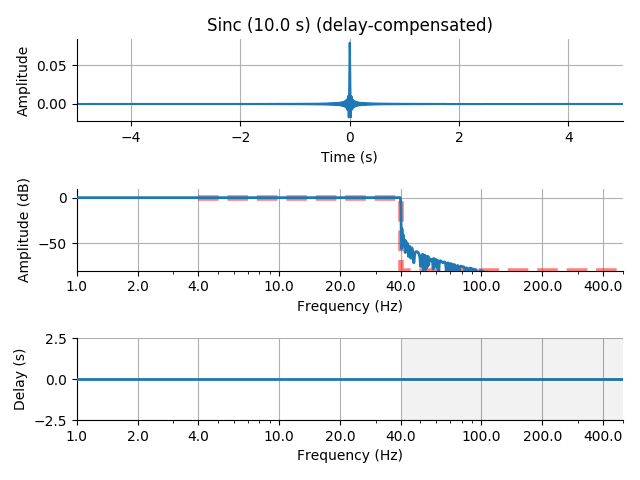 Sinc (10.0 s) (delay-compensated)
Amplitude
0.05
0.00
−4 −2 0 2 4
Time (s)
Amplitude (dB)
0
−50
1.0 2.0 4.0 10.0 20.0 40.0 100.0 200.0 400.0
Frequency (Hz)
Delay (s)
2.5
0.0
−2.5
1.0 2.0 4.0 10.0 20.0 40.0 100.0 200.0 400.0
Frequency (Hz)